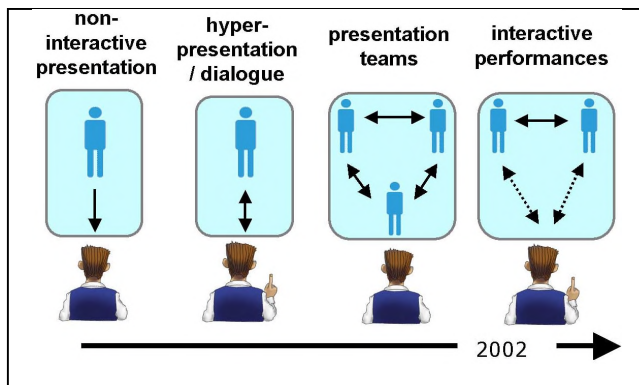 non-
interactive
presentation
hyper-
presentation
/ dialogue
presentation
teams
interactive
performances
2002